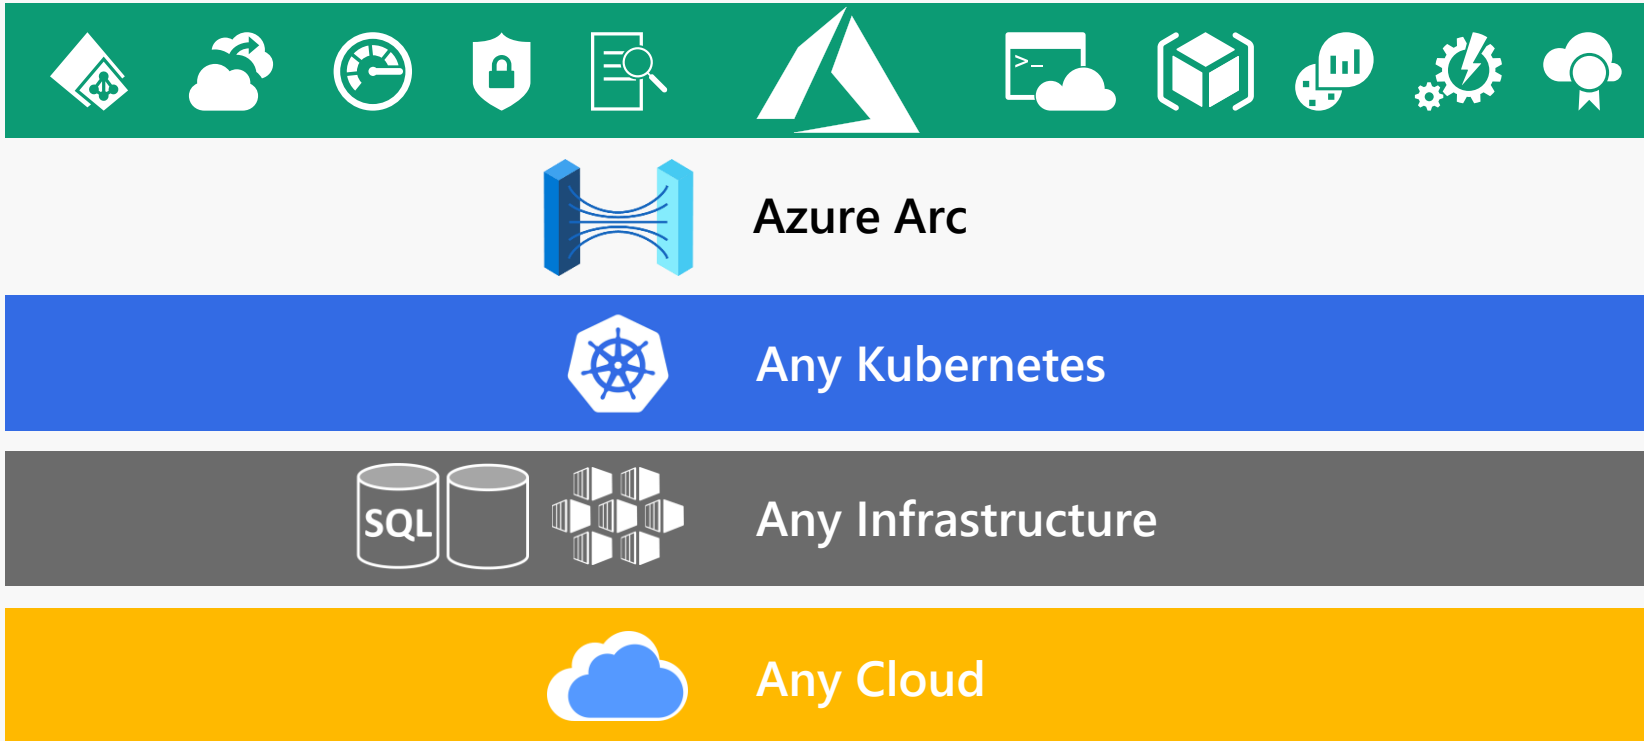 >_
Azure Arc
Any Kubernetes
SQL
Any Infrastructure
Any Cloud